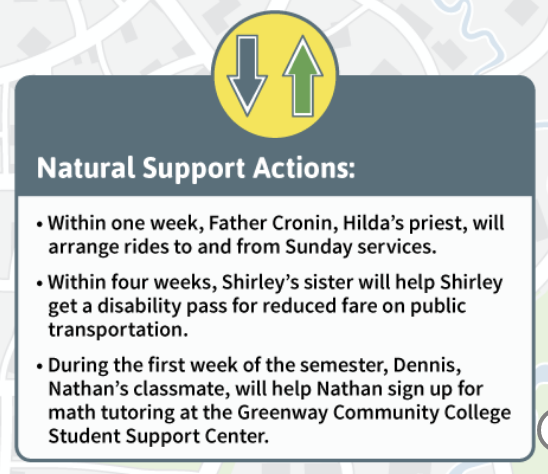 Natural Support Actions:
• Within one week, Father Cronin, Hilda's priest, will
arrange rides to and from Sunday services.
• Within four weeks, Shirley's sister will help Shirley
get a disability pass for reduced fare on public
transportation.
• During the first week of the semester, Dennis,
Nathan's classmate, will help Nathan sign up for
math tutoring at the Greenway Community College
Student Support Center.